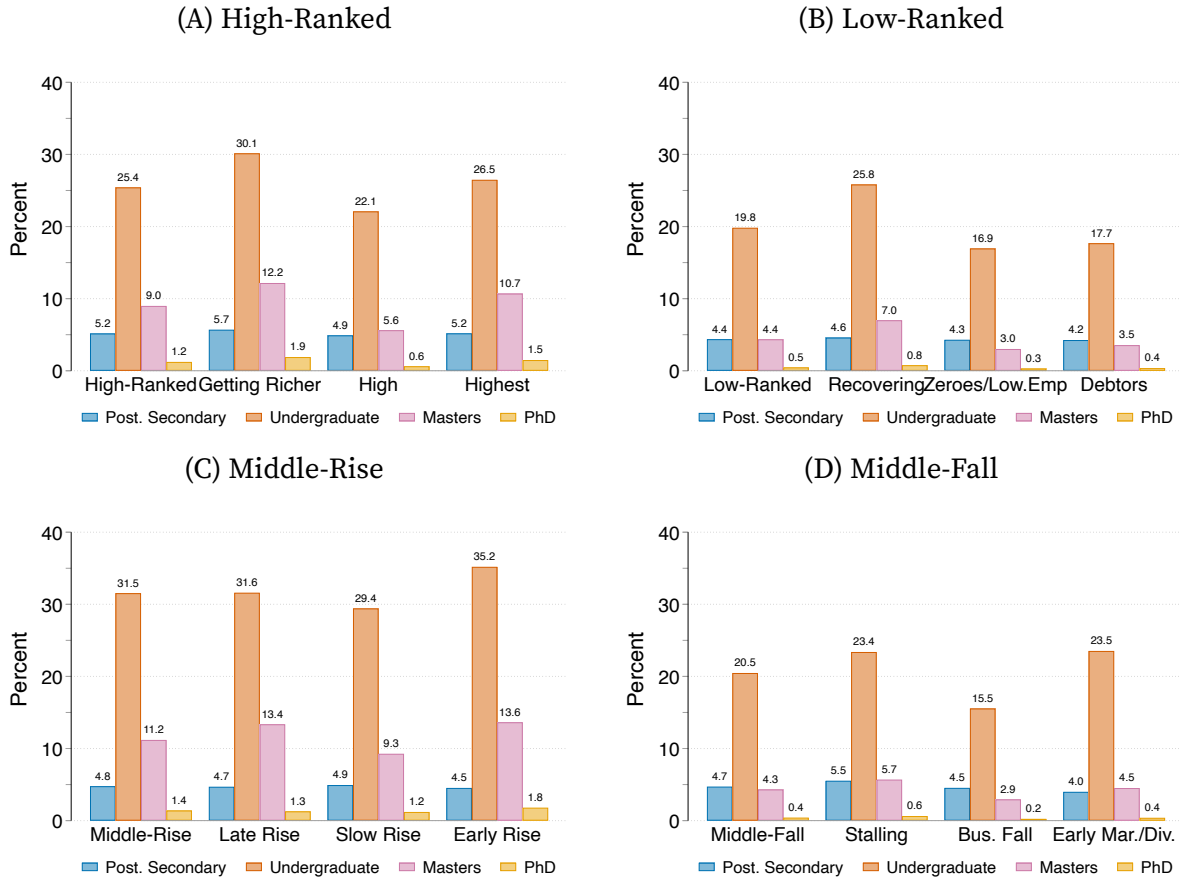 (A) High-Ranked
Percent
40
30
20
10
0
5.2 25.4 9.0 1.2
5.7 30.1 12.2 1.9
4.9 22.1 5.6 0.6
5.2 26.5 10.7 1.5
High-Ranked Getting Richer High Highest
Post. Secondary Undergraduate Masters PhD
(B) Low-Ranked
Percent
40
30
20
10
0
4.4 19.8 4.4 0.5
4.6 25.8 7.0 0.8
4.3 16.9 3.0 0.3
4.2 17.7 3.5 0.4
Low-Ranked Recovering Zeroes/Low.Emp Debtors
Post. Secondary Undergraduate Masters PhD
(C) Middle-Rise
Percent
40
30
20
10
0
4.8 31.5 11.2 1.4
4.7 31.6 13.4 1.3
4.9 29.4 9.3 1.2
4.5 35.2 13.6 1.8
Middle-Rise Late Rise Slow Rise Early Rise
Post. Secondary Undergraduate Masters PhD
(D) Middle-Fall
Percent
40
30
20
10
0
4.7 20.5 4.3 0.4
5.5 23.4 5.7 0.6
4.5 15.5 2.9 0.2
4.0 23.5 4.5 0.4
Middle-Fall Stalling Bus. Fall Early Mar./Div.
Post. Secondary Undergraduate Masters PhD